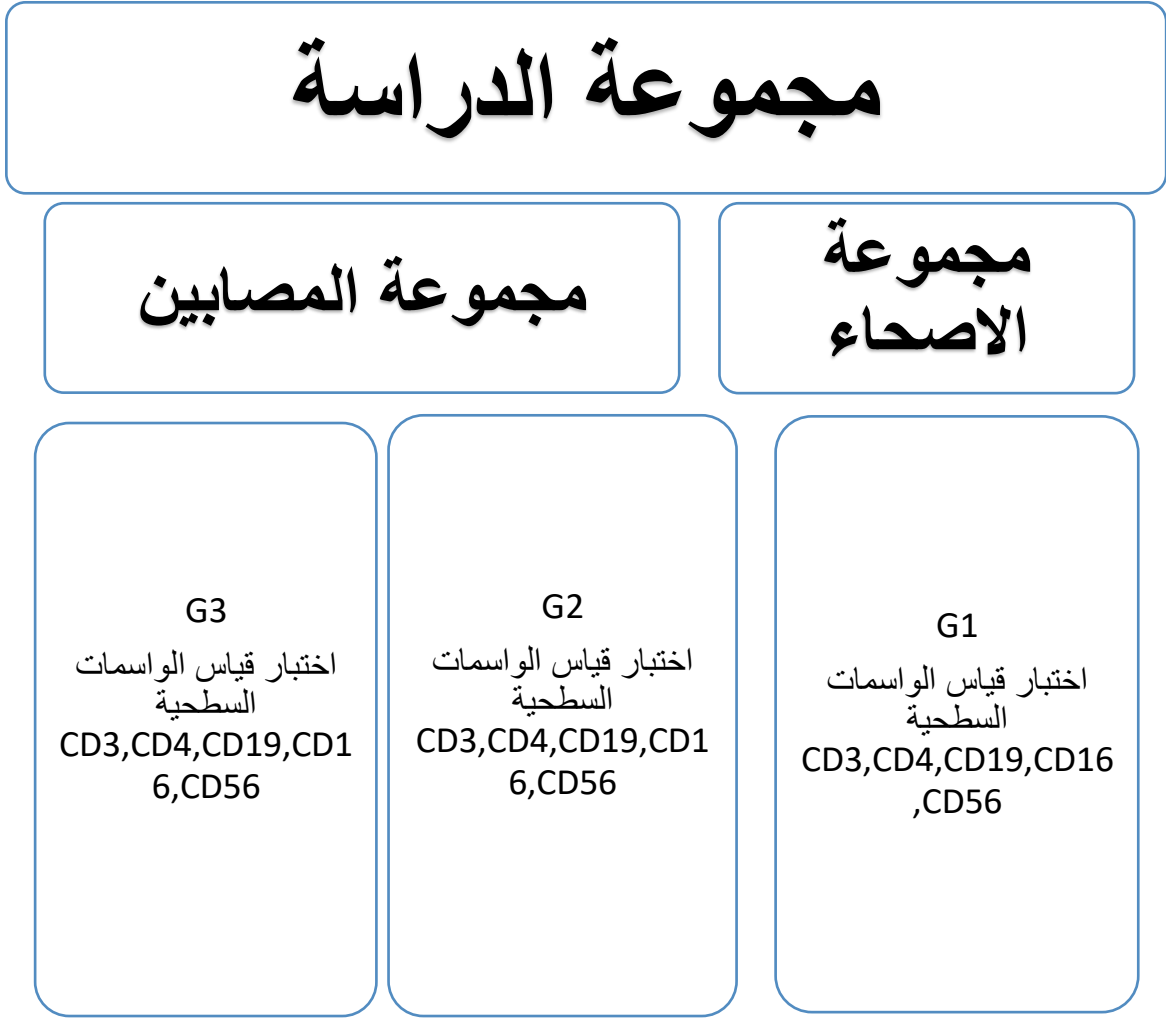 مجموعة الدراسة
مجموعة
الاصحاء
مجموعة المصابين
G1
اختبار قياس الواسمات
السطحية
CD3,CD4,CD19,CD16
,CD56
G2
اختبار قياس الواسمات
السطحية
CD3,CD4,CD19,CD1
6,CD56
G3
اختبار قياس الواسمات
السطحية
CD3,CD4,CD19,CD1
6,CD56